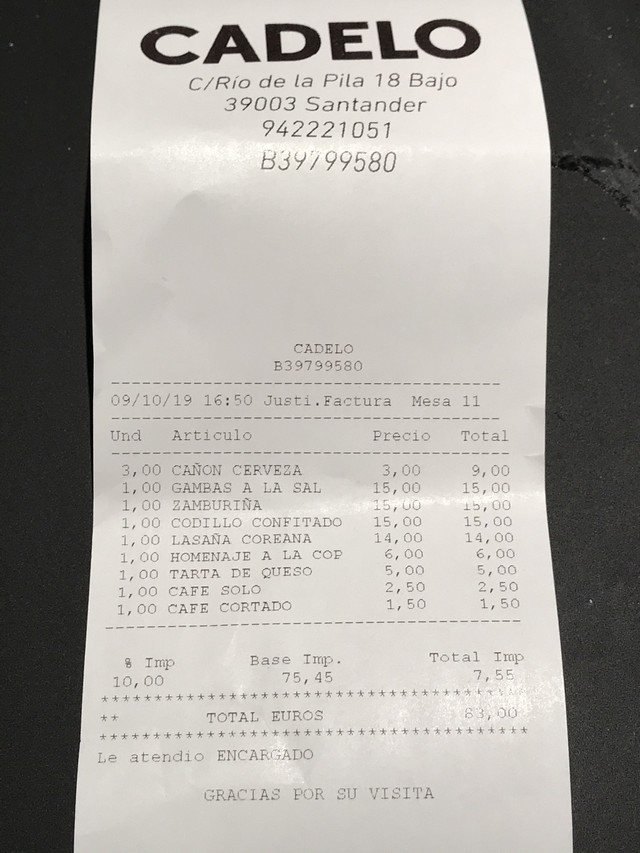 CADELO
C/Río de la Pila 18 Bajo
39003 Santander
942221051
B39799580
CADELO
B39799580
----------------------------------------
09/10/19 16:50 Justi.Factura Mesa 11
----------------------------------------
Und Articulo Precio Total
----------------------------------------
3,00 CAÑON CERVEZA 3,00 9,00
1,00 GAMBAS A LA SAL 15,00 15,00
1,00 ZAMBURIÑA 15,00 15,00
1,00 CODILLO CONFITADO 15,00 15,00
1,00 LASAÑA COREANA 14,00 14,00
1,00 HOMENAJE A LA COP 6,00 6,00
1,00 TARTA DE QUESO 5,00 5,00
1,00 CAFE SOLO 2,50 2,50
1,00 CAFE CORTADO 1,50 1,50
----------------------------------------
% Imp Base Imp. Total Imp
10,00 75,45 7,55
****************************************
** TOTAL EUROS 83,00
****************************************
Le atendio ENCARGADO
GRACIAS POR SU VISITA